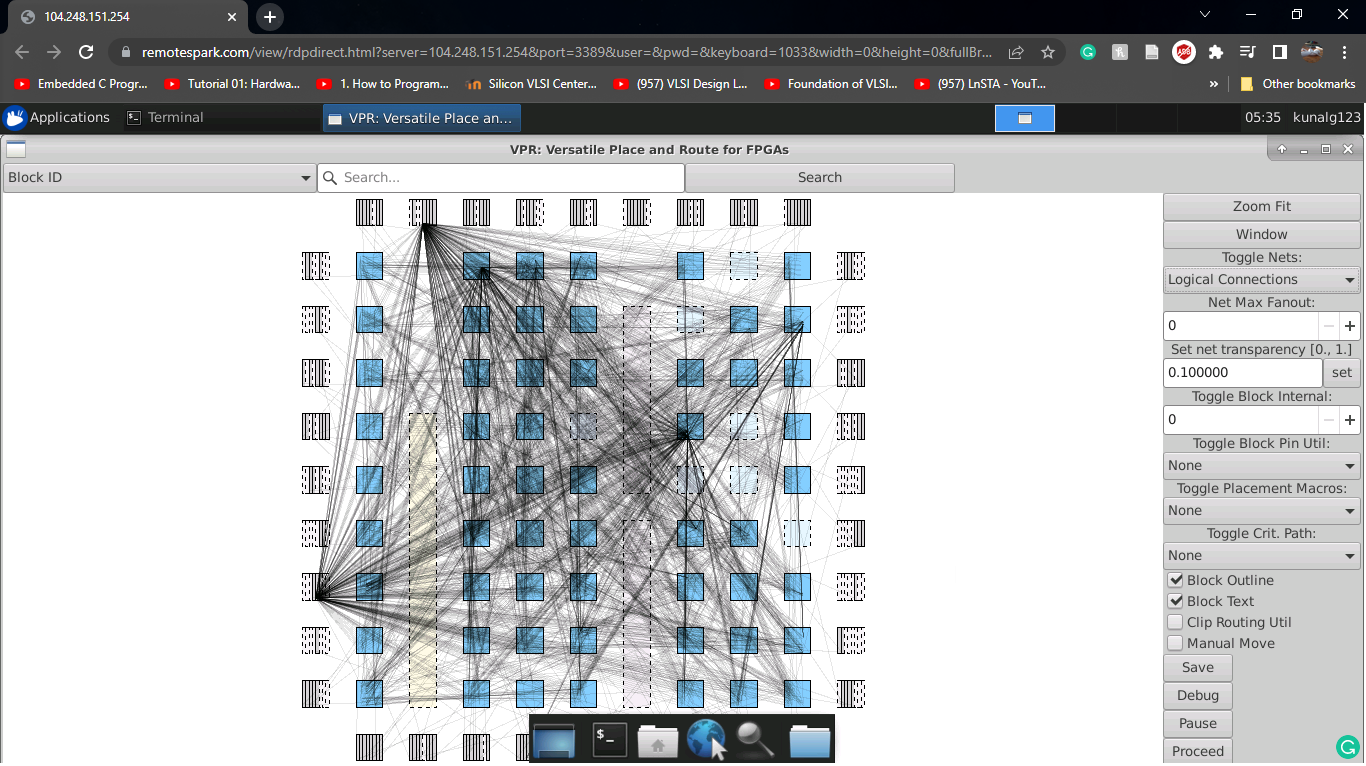 104.248.151.254
remotespark.com/view/rdpdirect.html?server=104.248.151.254&port=3389&user=&pwd=&keyboard=1033&width=0&height=0&fullBr...
Embedded C Progr...
Tutorial 01: Hardwa...
1. How to Program...
Silicon VLSI Center...
(957) VLSI Design L...
Foundation of VLSI...
(957) LnSTA - YouT...
»
Other bookmarks
Applications
Terminal
VPR: Versatile Place an...
05:35
kunalg123
VPR: Versatile Place and Route for FPGAs
Block ID
Search...
Search
Zoom Fit
Window
Toggle Nets:
Logical Connections
Net Max Fanout:
0
Set net transparency [0., 1.]
0.100000
set
Toggle Block Internal:
0
Toggle Block Pin Util:
None
Toggle Placement Macros:
None
Toggle Crit. Path:
None
Block Outline
Block Text
Clip Routing Util
Manual Move
Save
Debug
Pause
Proceed